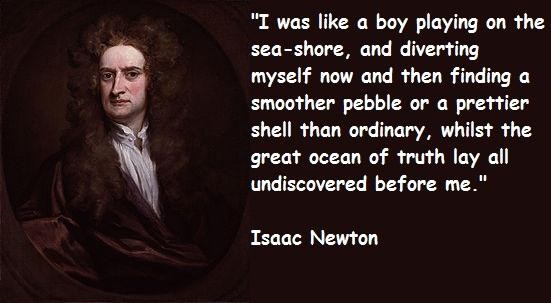 "I was like a boy playing on the
sea-shore, and diverting
myself now and then finding a
smoother pebble or a prettier
shell than ordinary, whilst the
great ocean of truth lay all
undiscovered before me."
Isaac Newton